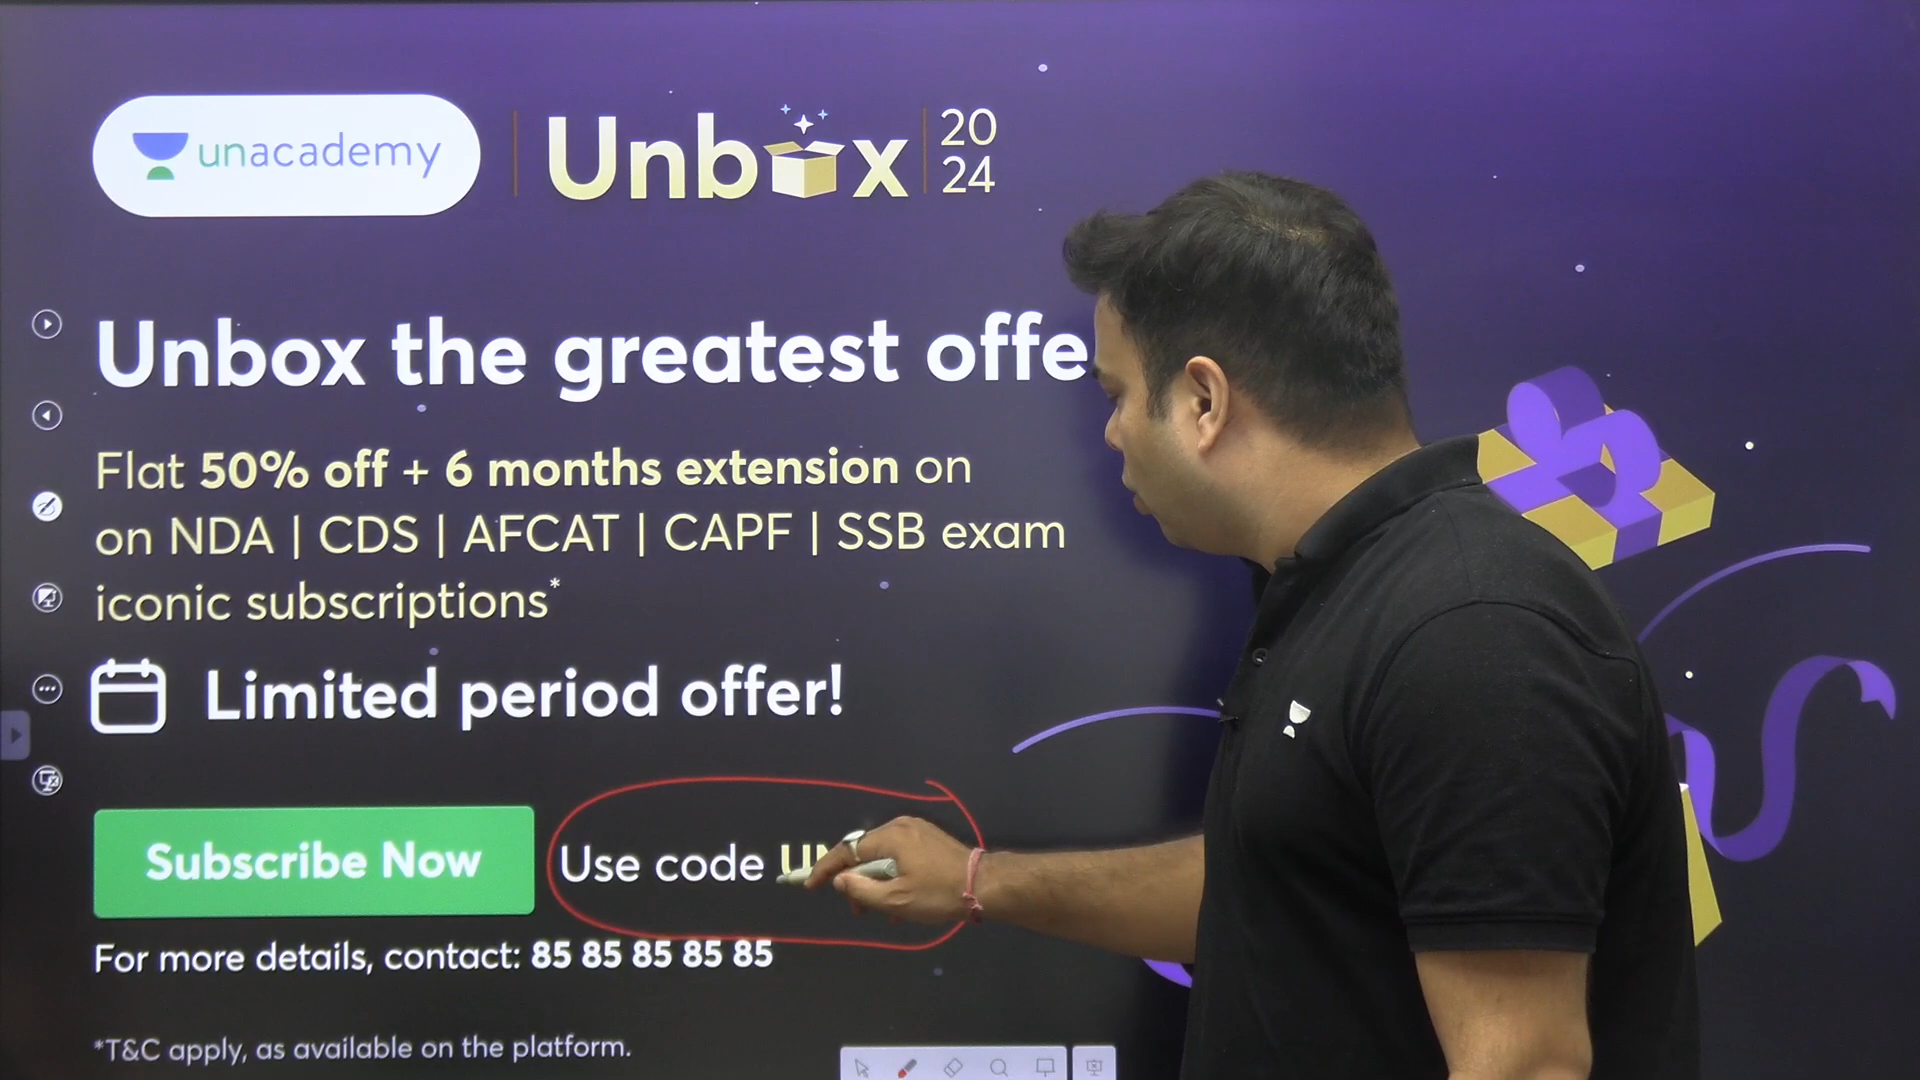 unacademy
Unbox
20
24
Unbox the greatest offe
Flat 50% off + 6 months extension on
on NDA | CDS | AFCAT | CAPF | SSB exam
iconic subscriptions*
Limited period offer!
Subscribe Now
Use code
For more details, contact: 85 85 85 85 85
*T&C apply, as available on the platform.